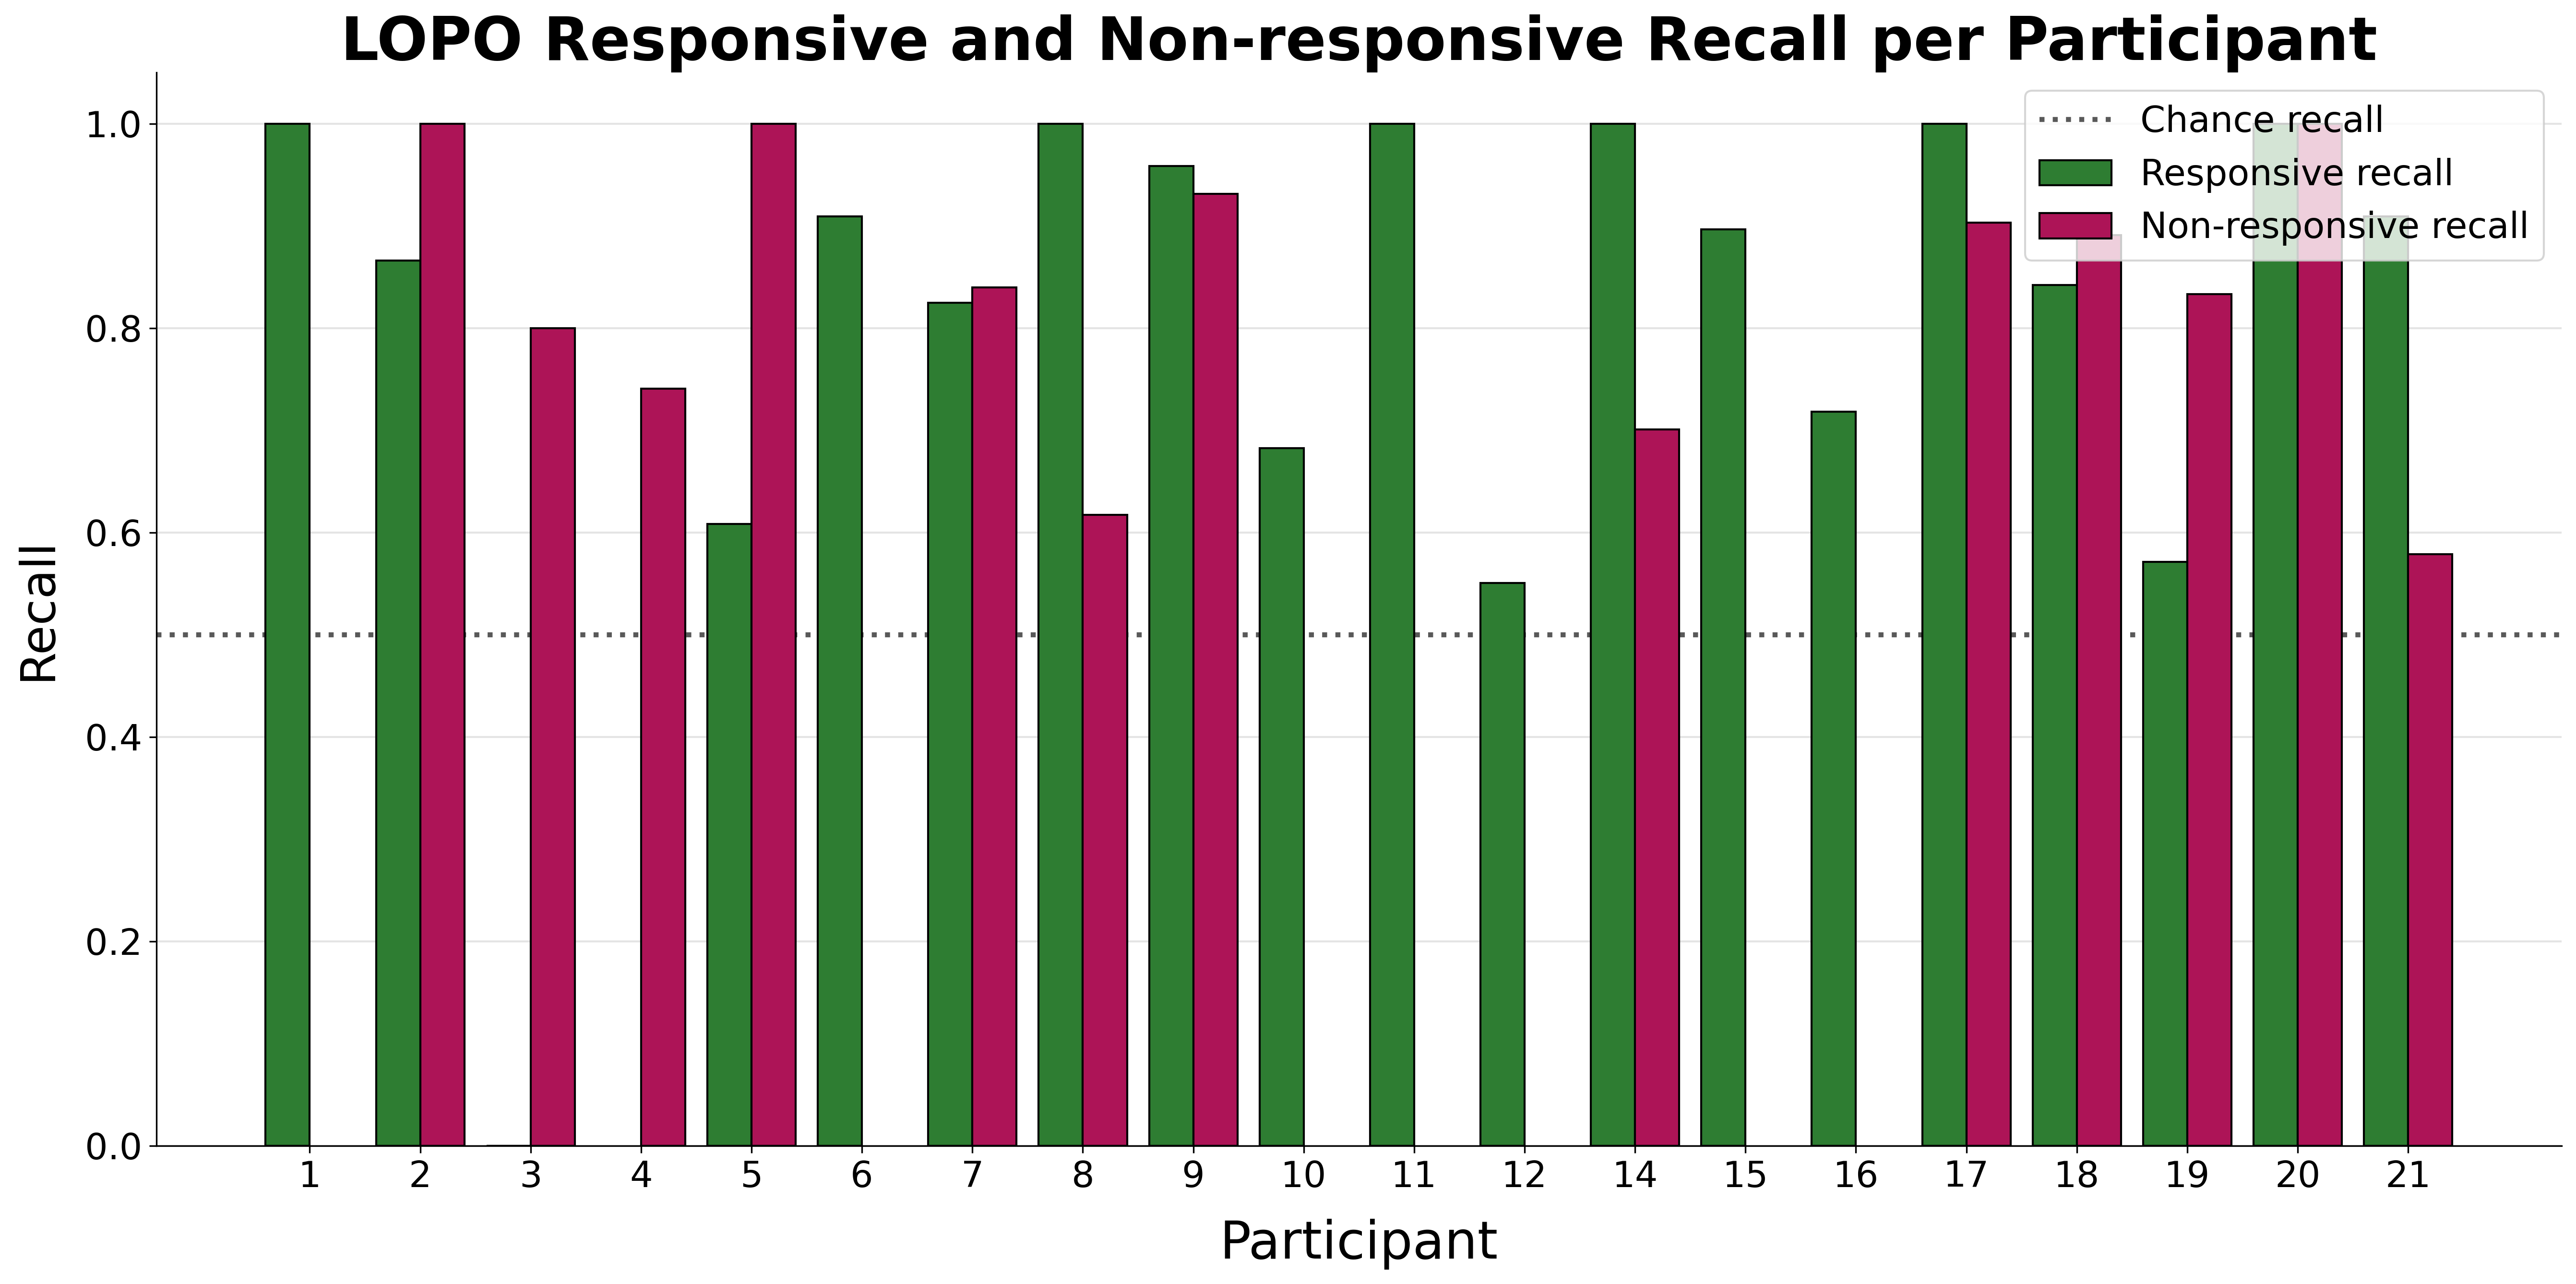 LOPO Responsive and Non-responsive Recall per Participant
Chance recall
Responsive recall
Non-responsive recall
1.0
0.8
0.6
0.4
0.2
0.0
Recall
1 2 3 4 5 6 7 8 9 10 11 12 14 15 16 17 18 19 20 21
Participant